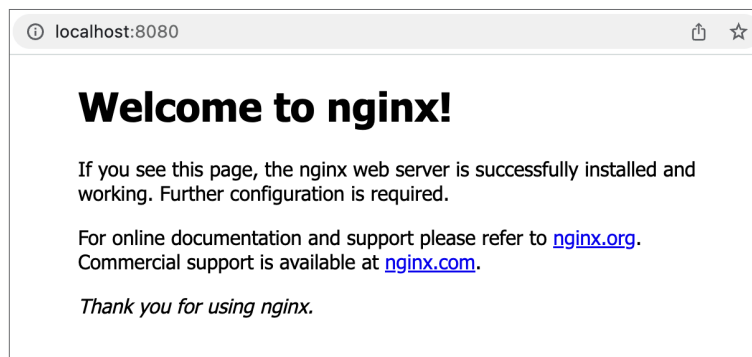 localhost:8080
Welcome to nginx!
If you see this page, the nginx web server is successfully installed and
working. Further configuration is required.
For online documentation and support please refer to nginx.org.
Commercial support is available at nginx.com.
Thank you for using nginx.